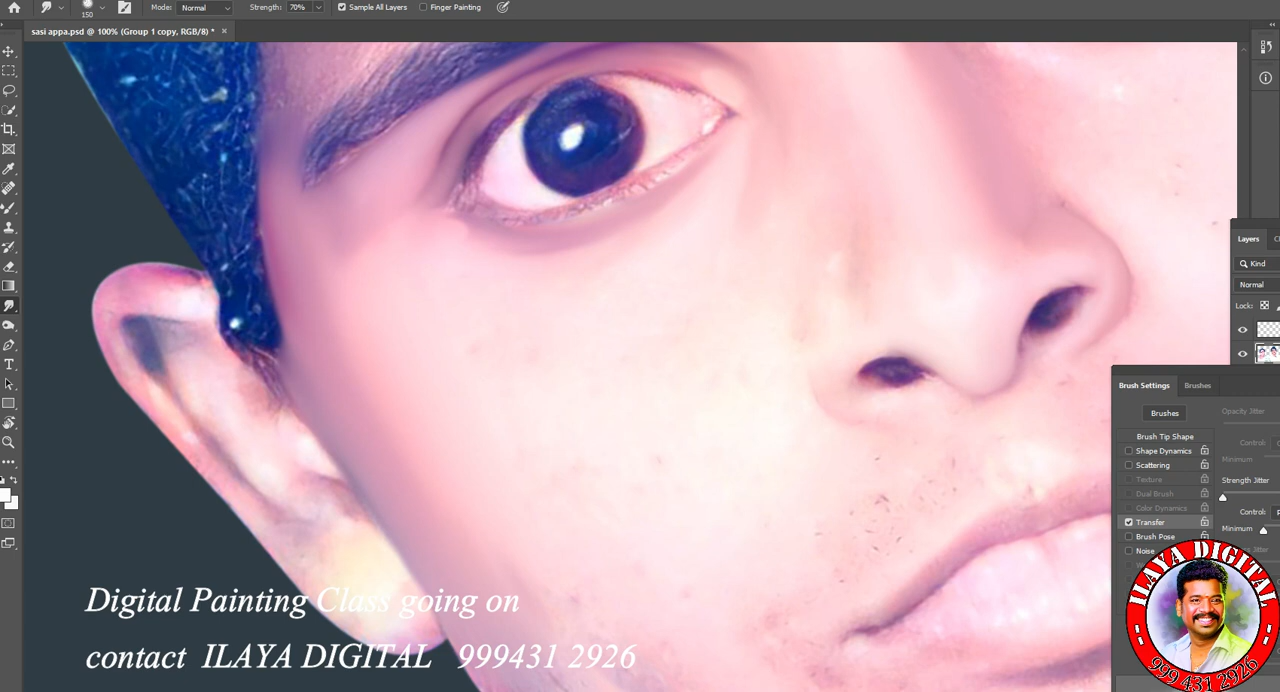 150
Mode: Normal
Strength: 70%
Sample All Layers
Finger Painting
sasi appa.psd @ 100% (Group 1 copy, RGB/8) * ×
Layers
Kind
Normal
Lock:
Brush Settings
Brushes
Brushes
Opacity Jitter
Brush Tip Shape
Control:
Shape Dynamics
Minimum
Scattering
Texture
Strength Jitter
Dual Brush
Color Dynamics
Control:
Transfer
Minimum
Brush Pose
Noise
ILAYA DIGITAL
999 431 2926
Digital Painting Class going on
contact ILAYA DIGITAL 999431 2926